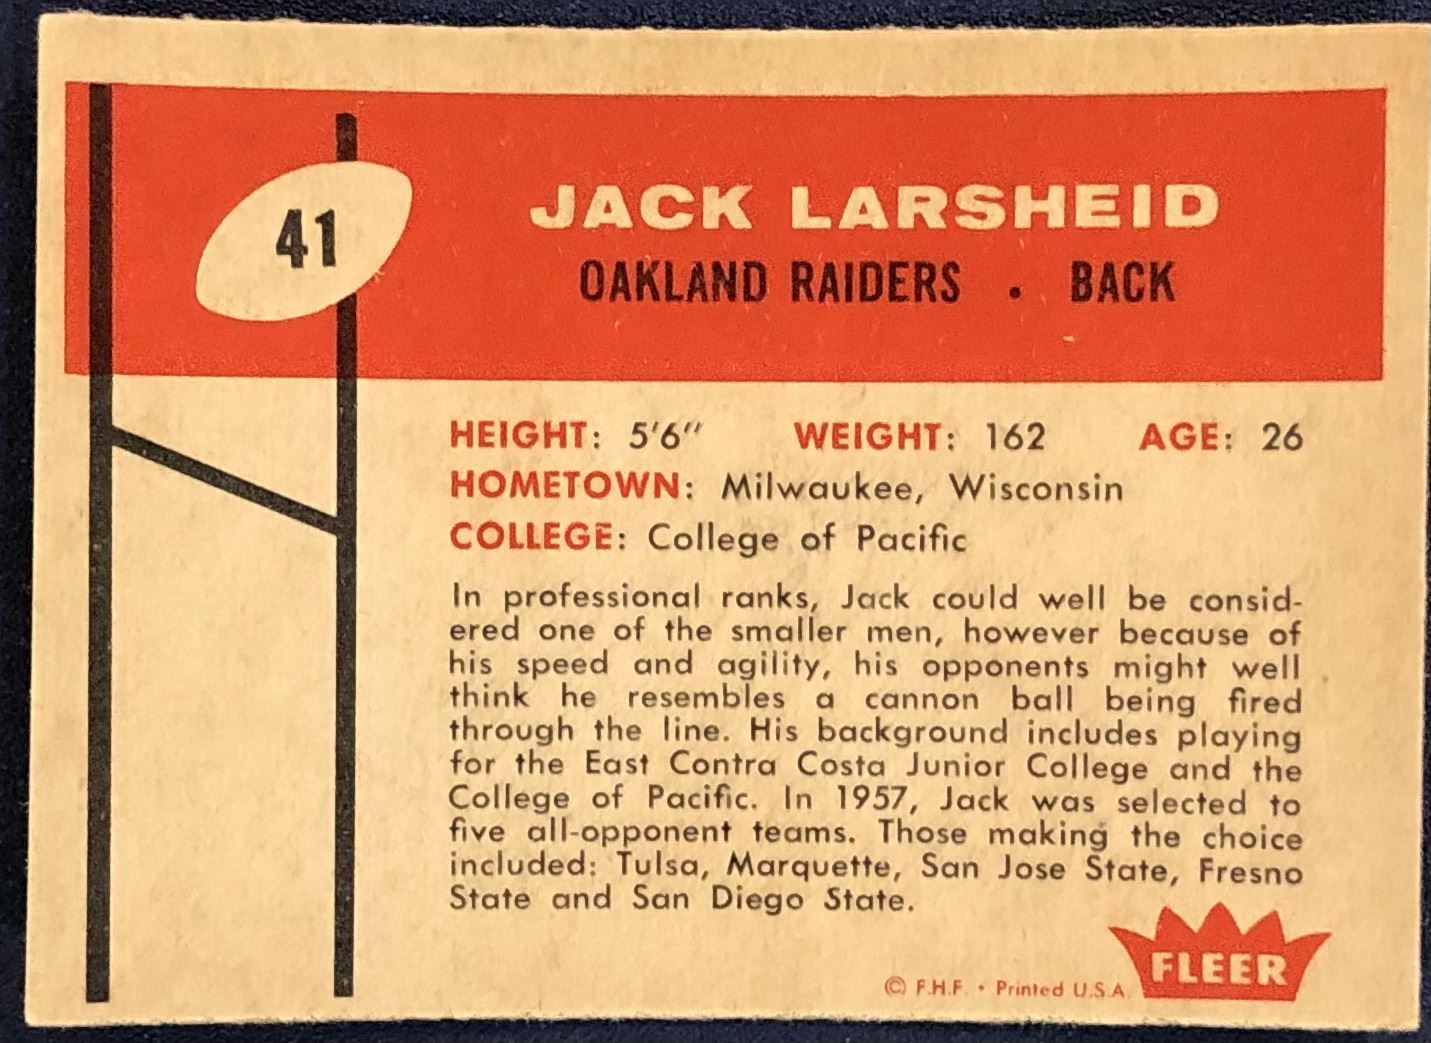 41
JACK LARSHEID
OAKLAND RAIDERS . BACK
HEIGHT: 5'6" WEIGHT: 162 AGE: 26
HOMETOWN: Milwaukee, Wisconsin
COLLEGE: College of Pacific
In professional ranks, Jack could well be consid-
ered one of the smaller men, however because of
his speed and agility, his opponents might well
think he resembles a cannon ball being fired
through the line. His background includes playing
for the East Contra Costa Junior College and the
College of Pacific. In 1957, Jack was selected to
five all-opponent teams. Those making the choice
included: Tulsa, Marquette, San Jose State, Fresno
State and San Diego State.
FLEER
© F.H.F. • Printed U.S.A.